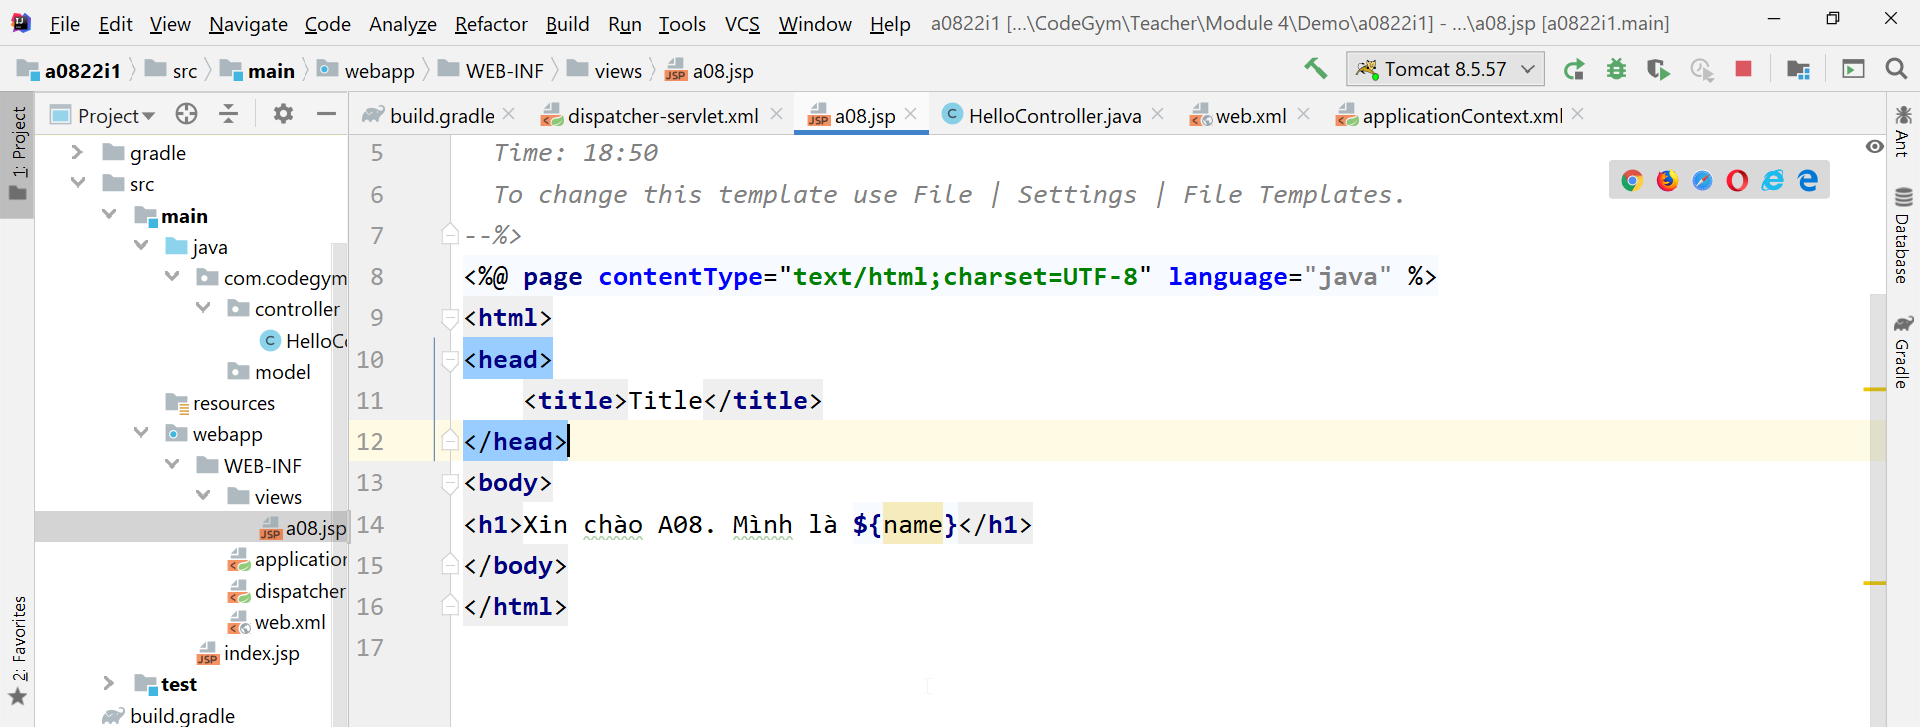 File Edit View Navigate Code Analyze Refactor Build Run Tools VCS Window Help a0822i1 [...\CodeGym\Teacher\Module 4\Demo\a0822i1] - ...\a08.jsp [a0822i1.main]
a0822i1 src main webapp WEB-INF views a08.jsp Tomcat 8.5.57
Project build.gradle dispatcher-servlet.xml a08.jsp HelloController.java web.xml applicationContext.xml
1: Project
2: Favorites
gradle
src
main
java
com.codegym
controller
HelloC
model
resources
webapp
WEB-INF
views
a08.jsp
application
dispatcher
web.xml
index.jsp
test
build.gradle
5 Time: 18:50
6 To change this template use File | Settings | File Templates.
7 --%>
8 <%@ page contentType="text/html;charset=UTF-8" language="java" %>
9 <html>
10 <head>
11 <title>Title</title>
12 </head>
13 <body>
14 <h1>Xin chào A08. Mình là ${name}</h1>
15 </body>
16 </html>
17
Ant
Database
Gradle